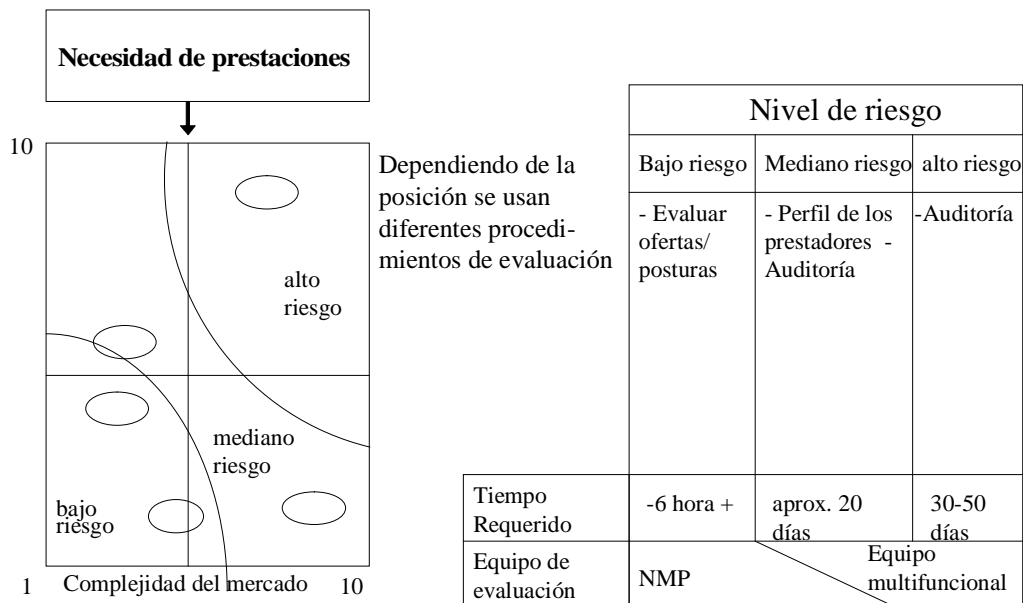 Necesidad de prestaciones
10
Dependiendo de la
posición se usan
diferentes procedi-
mientos de evaluación
alto
riesgo
mediano
riesgo
bajo
riesgo
1
Complejidad del mercado
10
Nivel de riesgo
Bajo riesgo
Mediano riesgo
alto riesgo
- Evaluar
ofertas/
posturas
- Perfil de los
prestadores -
Auditoría
-Auditoría
Tiempo
Requerido
-6 hora +
aprox. 20
días
30-50
días
Equipo de
evaluación
NMP
Equipo
multifuncional